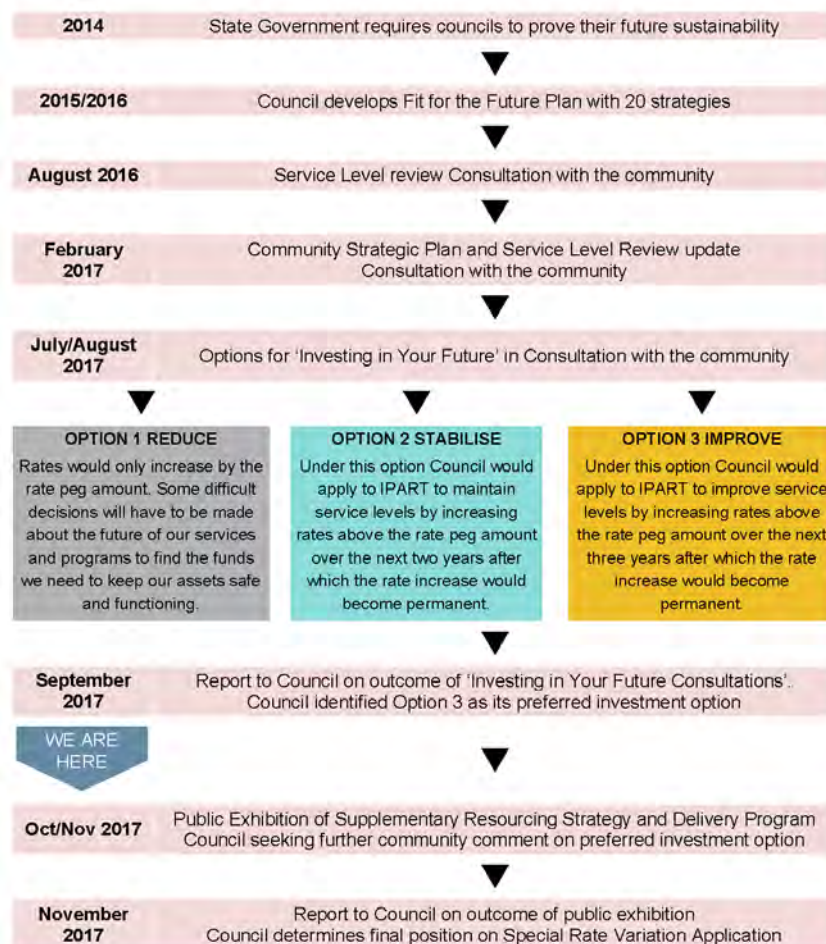 2014
State Government requires councils to prove their future sustainability
2015/2016
Council develops Fit for the Future Plan with 20 strategies
August 2016
Service Level review Consultation with the community
February
2017
Community Strategic Plan and Service Level Review update
Consultation with the community
July/August
2017
Options for 'Investing in Your Future' in Consultation with the community
OPTION 1 REDUCE
Rates would only increase by the
rate peg amount. Some difficult
decisions will have to be made
about the future of our services
and programs to find the funds
we need to keep our assets safe
and functioning.
OPTION 2 STABILISE
Under this option Council would
apply to IPART to maintain
service levels by increasing
rates above the rate peg amount
over the next two years after
which the rate increase would
become permanent.
OPTION 3 IMPROVE
Under this option Council would
apply to IPART to improve service
levels by increasing rates above
the rate peg amount over the next
three years after which the rate
increase would become
permanent.
September
2017
Report to Council on outcome of 'Investing in Your Future Consultations'.
Council identified Option 3 as its preferred investment option
WE ARE
HERE
Oct/Nov 2017
Public Exhibition of Supplementary Resourcing Strategy and Delivery Program
Council seeking further community comment on preferred investment option
November
2017
Report to Council on outcome of public exhibition
Council determines final position on Special Rate Variation Application